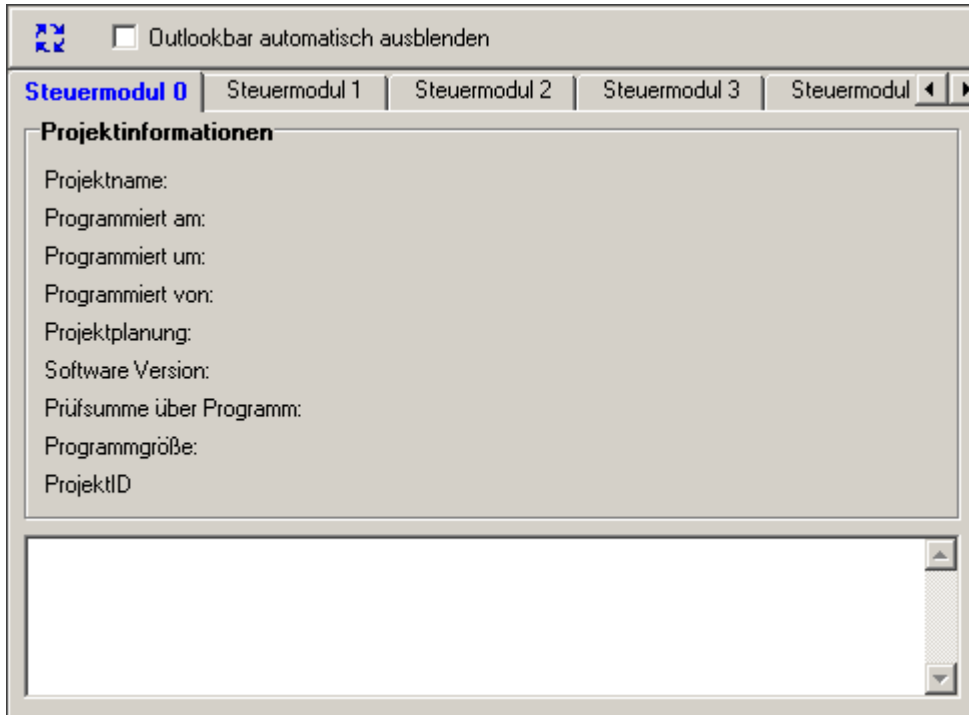 Outlookbar automatisch ausblenden
Steuermodul 0 Steuermodul 1 Steuermodul 2 Steuermodul 3 Steuermodul
Projektinformationen
Projektname:
Programmiert am:
Programmiert um:
Programmiert von:
Projektplanung:
Software Version:
Prüfsumme über Programm:
Programmgröße:
ProjektID